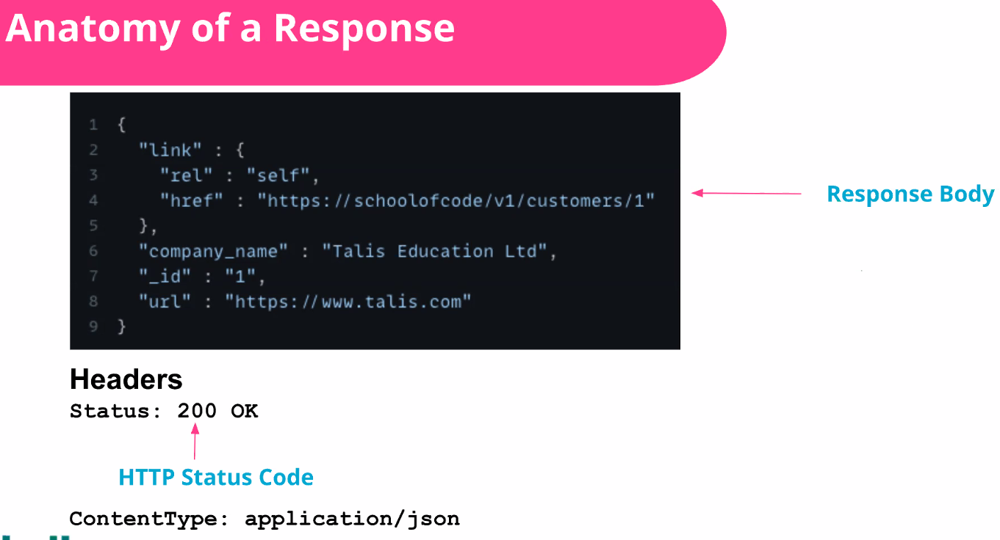 Anatomy of a Response
1 {
2 "link" : {
3 "rel" : "self",
4 "href" : "https://schoolofcode/v1/customers/1"
5 },
6 "company_name" : "Talis Education Ltd",
7 "_id" : "1",
8 "url" : "https://www.talis.com"
9 }
Response Body
Headers
Status: 200 OK
HTTP Status Code
ContentType: application/json